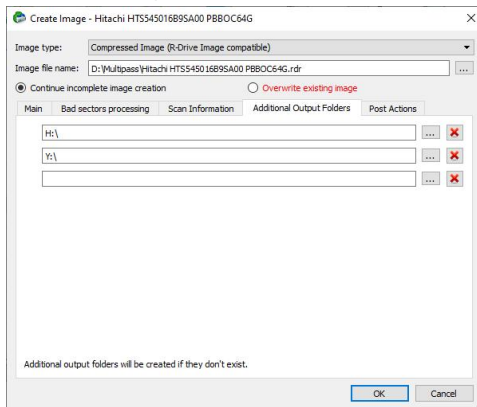 Create Image - Hitachi HTS545016B9SA00 PBBOC64G
Image type: Compressed Image (R-Drive Image compatible)
Image file name: D:\Multipass\Hitachi HTS545016B9SA00 PBBOC64G.rdr ...
Continue incomplete image creation Overwrite existing image
Main Bad sectors processing Scan Information Additional Output Folders Post Actions
H:\ ...
Y:\ ...
...
Additional output folders will be created if they don't exist.
OK Cancel